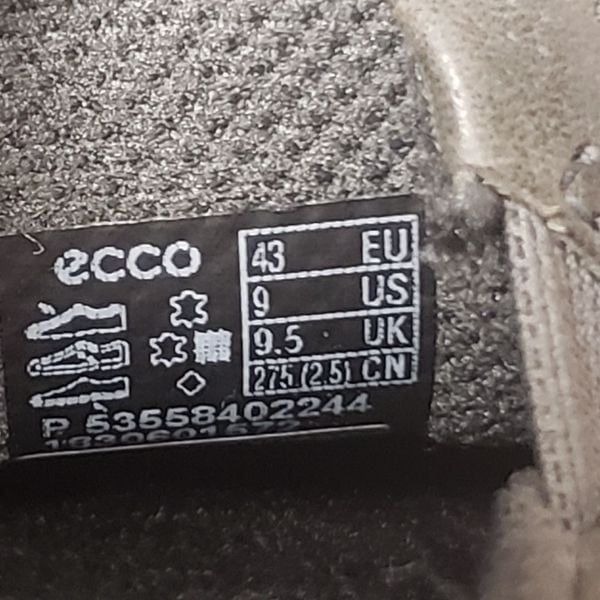 ecco
43 EU
9 US
9.5 UK
275 (2.5) CN
P 53558402244